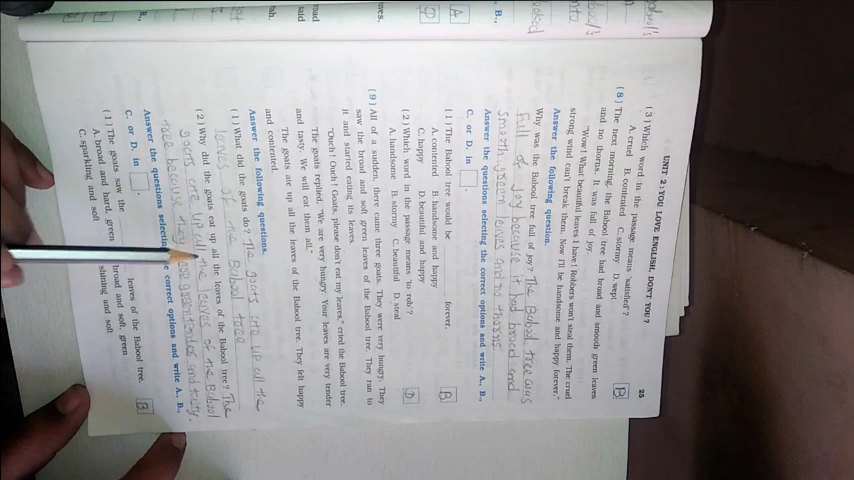 UNIT 2 : YOU LOVE ENGLISH, DON'T YOU ? 25
( 3 ) Which word in the passage means 'satisfied' ?
A. cruel B. contented C. stormy D. wept B
( 8 ) The next morning, the Babool tree had broad and smooth green leaves
and no thorns. It was full of joy.
"Wow! What beautiful leaves I have! Robbers won't steal them. The cruel
strong wind can't break them. Now I'll be handsome and happy forever."
Answer the following question.
Why was the Babool tree full of joy? The Babool tree was
full of joy because it had broad and
smooth green leaves and no thorns
Answer the questions selecting the correct options and write A., B.,
C. or D. in
( 1 ) The Babool tree would be forever. B
A. contented B. handsome and happy
C. happy D. beautiful and happy
( 2 ) Which word in the passage means 'to rob' ?
A. handsome B. stormy C. beautiful D. steal D
( 9 ) All of a sudden, there came three goats. They were very hungry. They
saw the broad and soft green leaves of the Babool tree. They ran to
it and started eating its leaves.
"Ouch! Ouch! Goats, please don't eat my leaves," cried the Babool tree.
The goats replied, "We are very hungry. Your leaves are very tender
and tasty. We will eat them all."
The goats ate up all the leaves of the Babool tree. They felt happy
and contented.
Answer the following questions.
( 1 ) What did the goats do? The goats ate up all the
leaves of the Babool tree
( 2 ) Why did the goats eat up all the leaves of the Babool tree? The
goats ate up all the leaves of the Babool
tree because they were tender and tasty.
Answer the questions selecting the correct options and write A., B.,
C. or D. in
( 1 ) The goats saw the leaves of the Babool tree. B
A. broad and hard, green broad and soft, green
C. sparkling and soft shining and soft